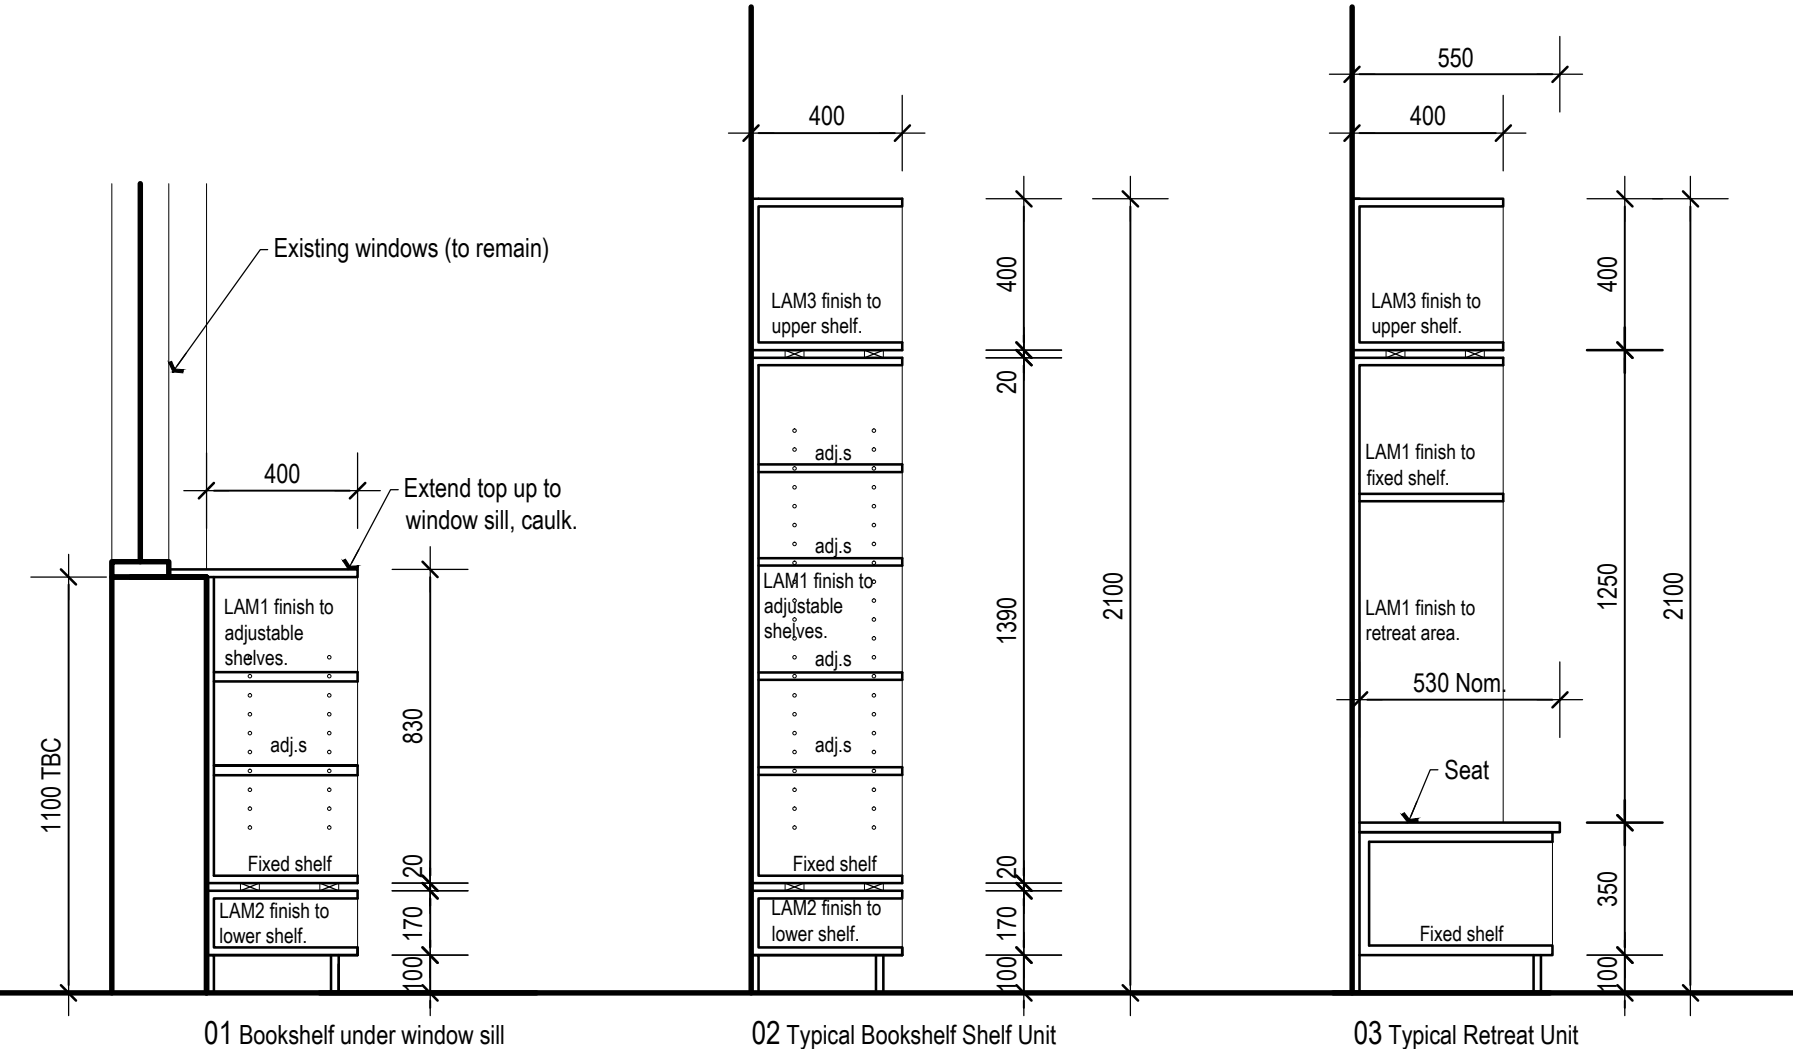 Existing windows (to remain)
400
Extend top up to
window sill, caulk.
LAM1 finish to
adjustable
shelves.
adj.s
Fixed shelf
LAM2 finish to
lower shelf.
1100 TBC
830
20
170
100
01 Bookshelf under window sill
400
LAM3 finish to
upper shelf.
adj.s
adj.s
LAM1 finish to
adjustable
shelves.
adj.s
adj.s
Fixed shelf
LAM2 finish to
lower shelf.
400
20
1390
20
170
100
2100
02 Typical Bookshelf Shelf Unit
550
400
LAM3 finish to
upper shelf.
LAM1 finish to
fixed shelf.
LAM1 finish to
retreat area.
530 Nom.
Seat
Fixed shelf
400
1250
350
100
2100
03 Typical Retreat Unit